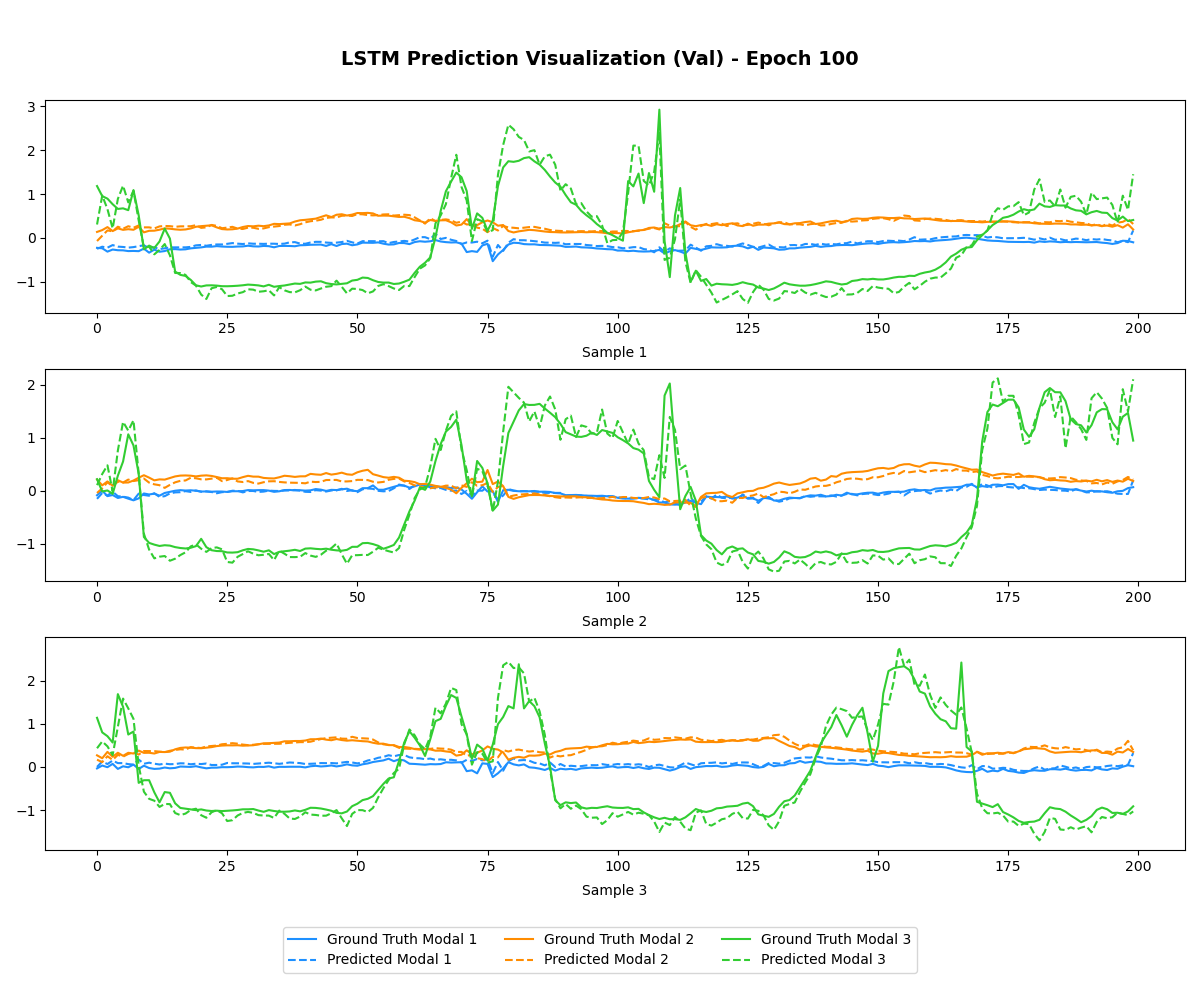 LSTM Prediction Visualization (Val) - Epoch 100
3
2
1
0
−1
0 25 50 75 100 125 150 175 200
Sample 1
2
1
0
−1
0 25 50 75 100 125 150 175 200
Sample 2
2
1
0
−1
0 25 50 75 100 125 150 175 200
Sample 3
Ground Truth Modal 1 Ground Truth Modal 2 Ground Truth Modal 3
Predicted Modal 1 Predicted Modal 2 Predicted Modal 3